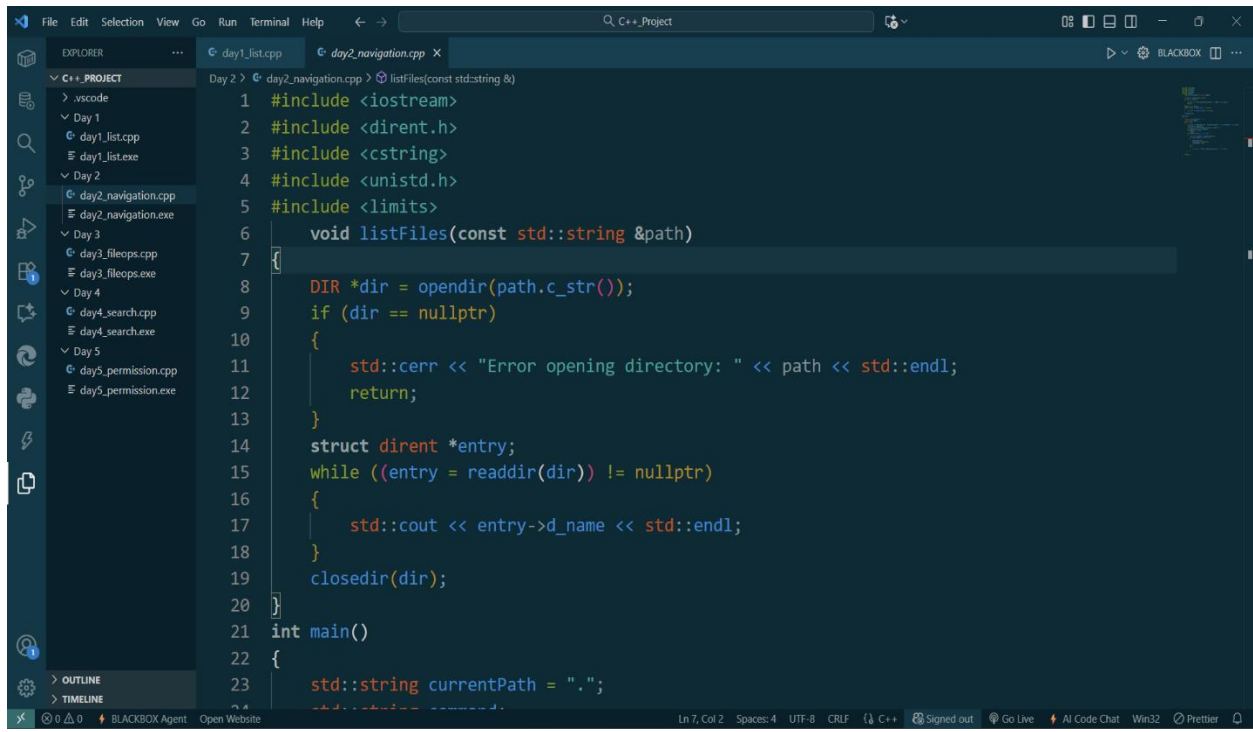 File Edit Selection View Go Run Terminal Help
C++_Project
EXPLORER
C++_PROJECT
.vscode
Day 1
day1_list.cpp
day1_list.exe
Day 2
day2_navigation.cpp
day2_navigation.exe
Day 3
day3_fileops.cpp
day3_fileops.exe
Day 4
day4_search.cpp
day4_search.exe
Day 5
day5_permission.cpp
day5_permission.exe
OUTLINE
TIMELINE
day1_list.cpp day2_navigation.cpp
BLACKBOX
Day 2 > day2_navigation.cpp > listFiles(const std::string &)
1 #include <iostream>
2 #include <dirent.h>
3 #include <cstring>
4 #include <unistd.h>
5 #include <limits>
6 void listFiles(const std::string &path)
7 {
8 DIR *dir = opendir(path.c_str());
9 if (dir == nullptr)
10 {
11 std::cerr << "Error opening directory: " << path << std::endl;
12 return;
13 }
14 struct dirent *entry;
15 while ((entry = readdir(dir)) != nullptr)
16 {
17 std::cout << entry->d_name << std::endl;
18 }
19 closedir(dir);
20 }
21 int main()
22 {
23 std::string currentPath = ".";
0 0 BLACKBOX Agent Open Website Ln 7, Col 2 Spaces: 4 UTF-8 CRLF {} C++ Signed out Go Live AI Code Chat Win32 Prettier